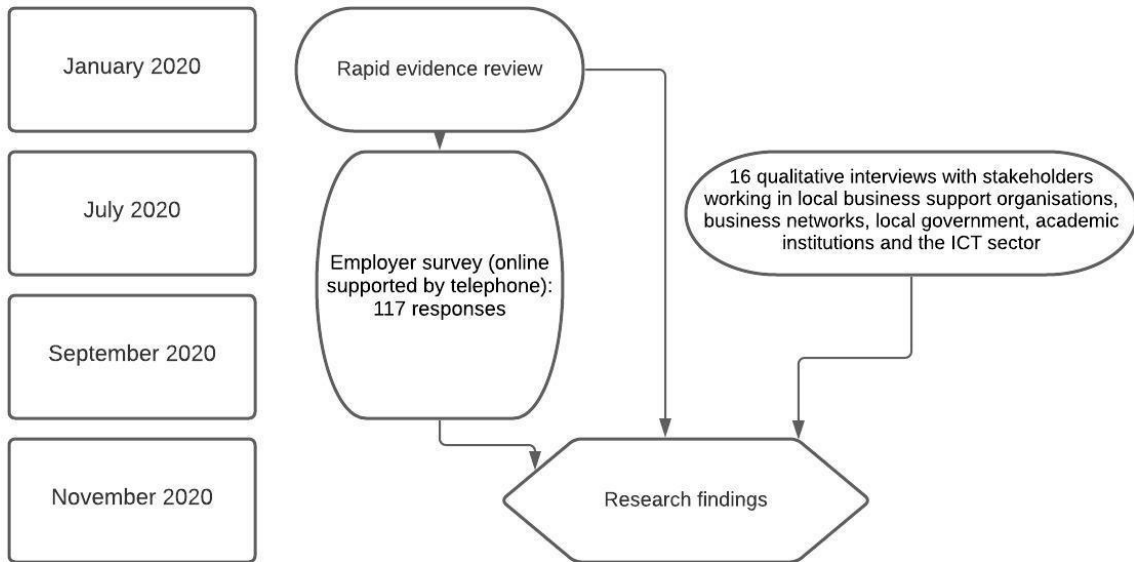 January 2020
Rapid evidence review
July 2020
16 qualitative interviews with stakeholders
working in local business support organisations,
business networks, local government, academic
institutions and the ICT sector
Employer survey (online
supported by telephone):
117 responses
September 2020
November 2020
Research findings